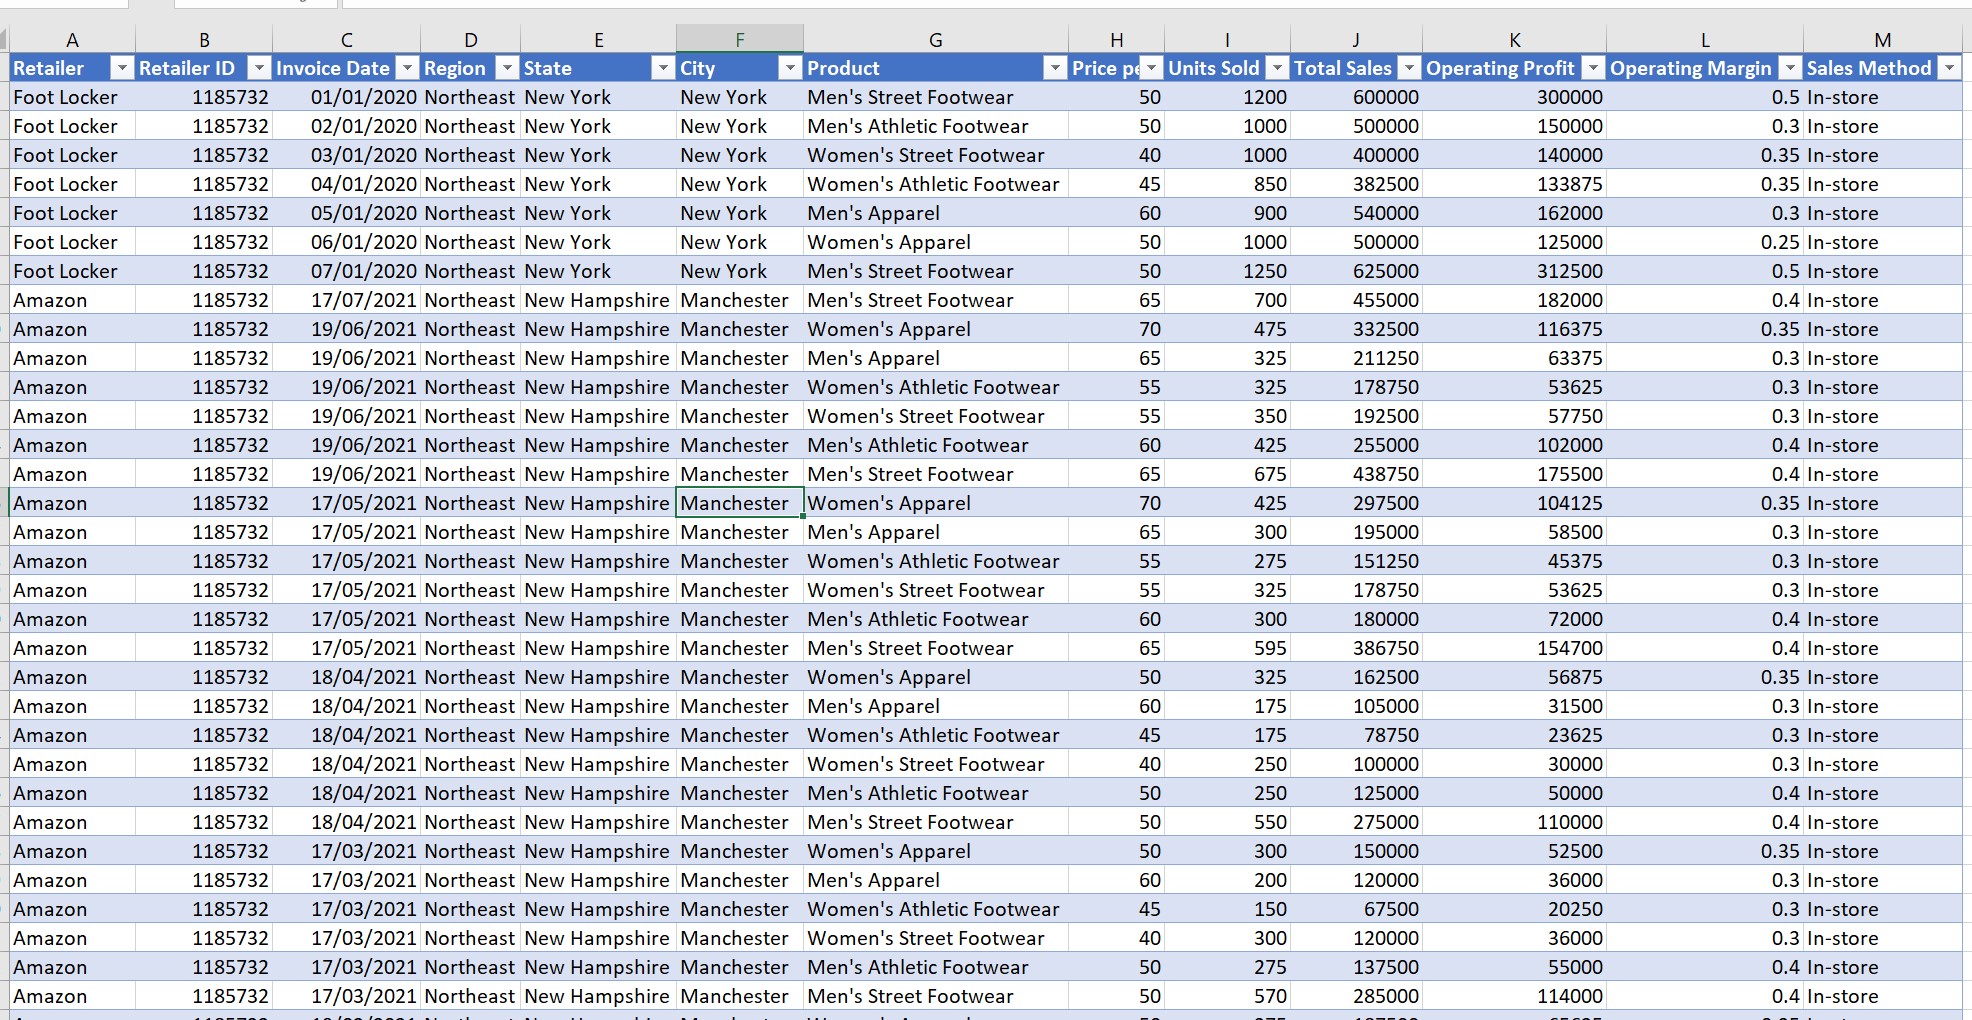 A B C D E F G H I J K L M
Retailer Retailer ID Invoice Date Region State City Product Price pe Units Sold Total Sales Operating Profit Operating Margin Sales Method
Foot Locker 1185732 01/01/2020 Northeast New York New York Men's Street Footwear 50 1200 600000 300000 0.5 In-store
Foot Locker 1185732 02/01/2020 Northeast New York New York Men's Athletic Footwear 50 1000 500000 150000 0.3 In-store
Foot Locker 1185732 03/01/2020 Northeast New York New York Women's Street Footwear 40 1000 400000 140000 0.35 In-store
Foot Locker 1185732 04/01/2020 Northeast New York New York Women's Athletic Footwear 45 850 382500 133875 0.35 In-store
Foot Locker 1185732 05/01/2020 Northeast New York New York Men's Apparel 60 900 540000 162000 0.3 In-store
Foot Locker 1185732 06/01/2020 Northeast New York New York Women's Apparel 50 1000 500000 125000 0.25 In-store
Foot Locker 1185732 07/01/2020 Northeast New York New York Men's Street Footwear 50 1250 625000 312500 0.5 In-store
Amazon 1185732 17/07/2021 Northeast New Hampshire Manchester Men's Street Footwear 65 700 455000 182000 0.4 In-store
Amazon 1185732 19/06/2021 Northeast New Hampshire Manchester Women's Apparel 70 475 332500 116375 0.35 In-store
Amazon 1185732 19/06/2021 Northeast New Hampshire Manchester Men's Apparel 65 325 211250 63375 0.3 In-store
Amazon 1185732 19/06/2021 Northeast New Hampshire Manchester Women's Athletic Footwear 55 325 178750 53625 0.3 In-store
Amazon 1185732 19/06/2021 Northeast New Hampshire Manchester Women's Street Footwear 55 350 192500 57750 0.3 In-store
Amazon 1185732 19/06/2021 Northeast New Hampshire Manchester Men's Athletic Footwear 60 425 255000 102000 0.4 In-store
Amazon 1185732 19/06/2021 Northeast New Hampshire Manchester Men's Street Footwear 65 675 438750 175500 0.4 In-store
Amazon 1185732 17/05/2021 Northeast New Hampshire Manchester Women's Apparel 70 425 297500 104125 0.35 In-store
Amazon 1185732 17/05/2021 Northeast New Hampshire Manchester Men's Apparel 65 300 195000 58500 0.3 In-store
Amazon 1185732 17/05/2021 Northeast New Hampshire Manchester Women's Athletic Footwear 55 275 151250 45375 0.3 In-store
Amazon 1185732 17/05/2021 Northeast New Hampshire Manchester Women's Street Footwear 55 325 178750 53625 0.3 In-store
Amazon 1185732 17/05/2021 Northeast New Hampshire Manchester Men's Athletic Footwear 60 300 180000 72000 0.4 In-store
Amazon 1185732 17/05/2021 Northeast New Hampshire Manchester Men's Street Footwear 65 595 386750 154700 0.4 In-store
Amazon 1185732 18/04/2021 Northeast New Hampshire Manchester Women's Apparel 50 325 162500 56875 0.35 In-store
Amazon 1185732 18/04/2021 Northeast New Hampshire Manchester Men's Apparel 60 175 105000 31500 0.3 In-store
Amazon 1185732 18/04/2021 Northeast New Hampshire Manchester Women's Athletic Footwear 45 175 78750 23625 0.3 In-store
Amazon 1185732 18/04/2021 Northeast New Hampshire Manchester Women's Street Footwear 40 250 100000 30000 0.3 In-store
Amazon 1185732 18/04/2021 Northeast New Hampshire Manchester Men's Athletic Footwear 50 250 125000 50000 0.4 In-store
Amazon 1185732 18/04/2021 Northeast New Hampshire Manchester Men's Street Footwear 50 550 275000 110000 0.4 In-store
Amazon 1185732 17/03/2021 Northeast New Hampshire Manchester Women's Apparel 50 300 150000 52500 0.35 In-store
Amazon 1185732 17/03/2021 Northeast New Hampshire Manchester Men's Apparel 60 200 120000 36000 0.3 In-store
Amazon 1185732 17/03/2021 Northeast New Hampshire Manchester Women's Athletic Footwear 45 150 67500 20250 0.3 In-store
Amazon 1185732 17/03/2021 Northeast New Hampshire Manchester Women's Street Footwear 40 300 120000 36000 0.3 In-store
Amazon 1185732 17/03/2021 Northeast New Hampshire Manchester Men's Athletic Footwear 50 275 137500 55000 0.4 In-store
Amazon 1185732 17/03/2021 Northeast New Hampshire Manchester Men's Street Footwear 50 570 285000 114000 0.4 In-store